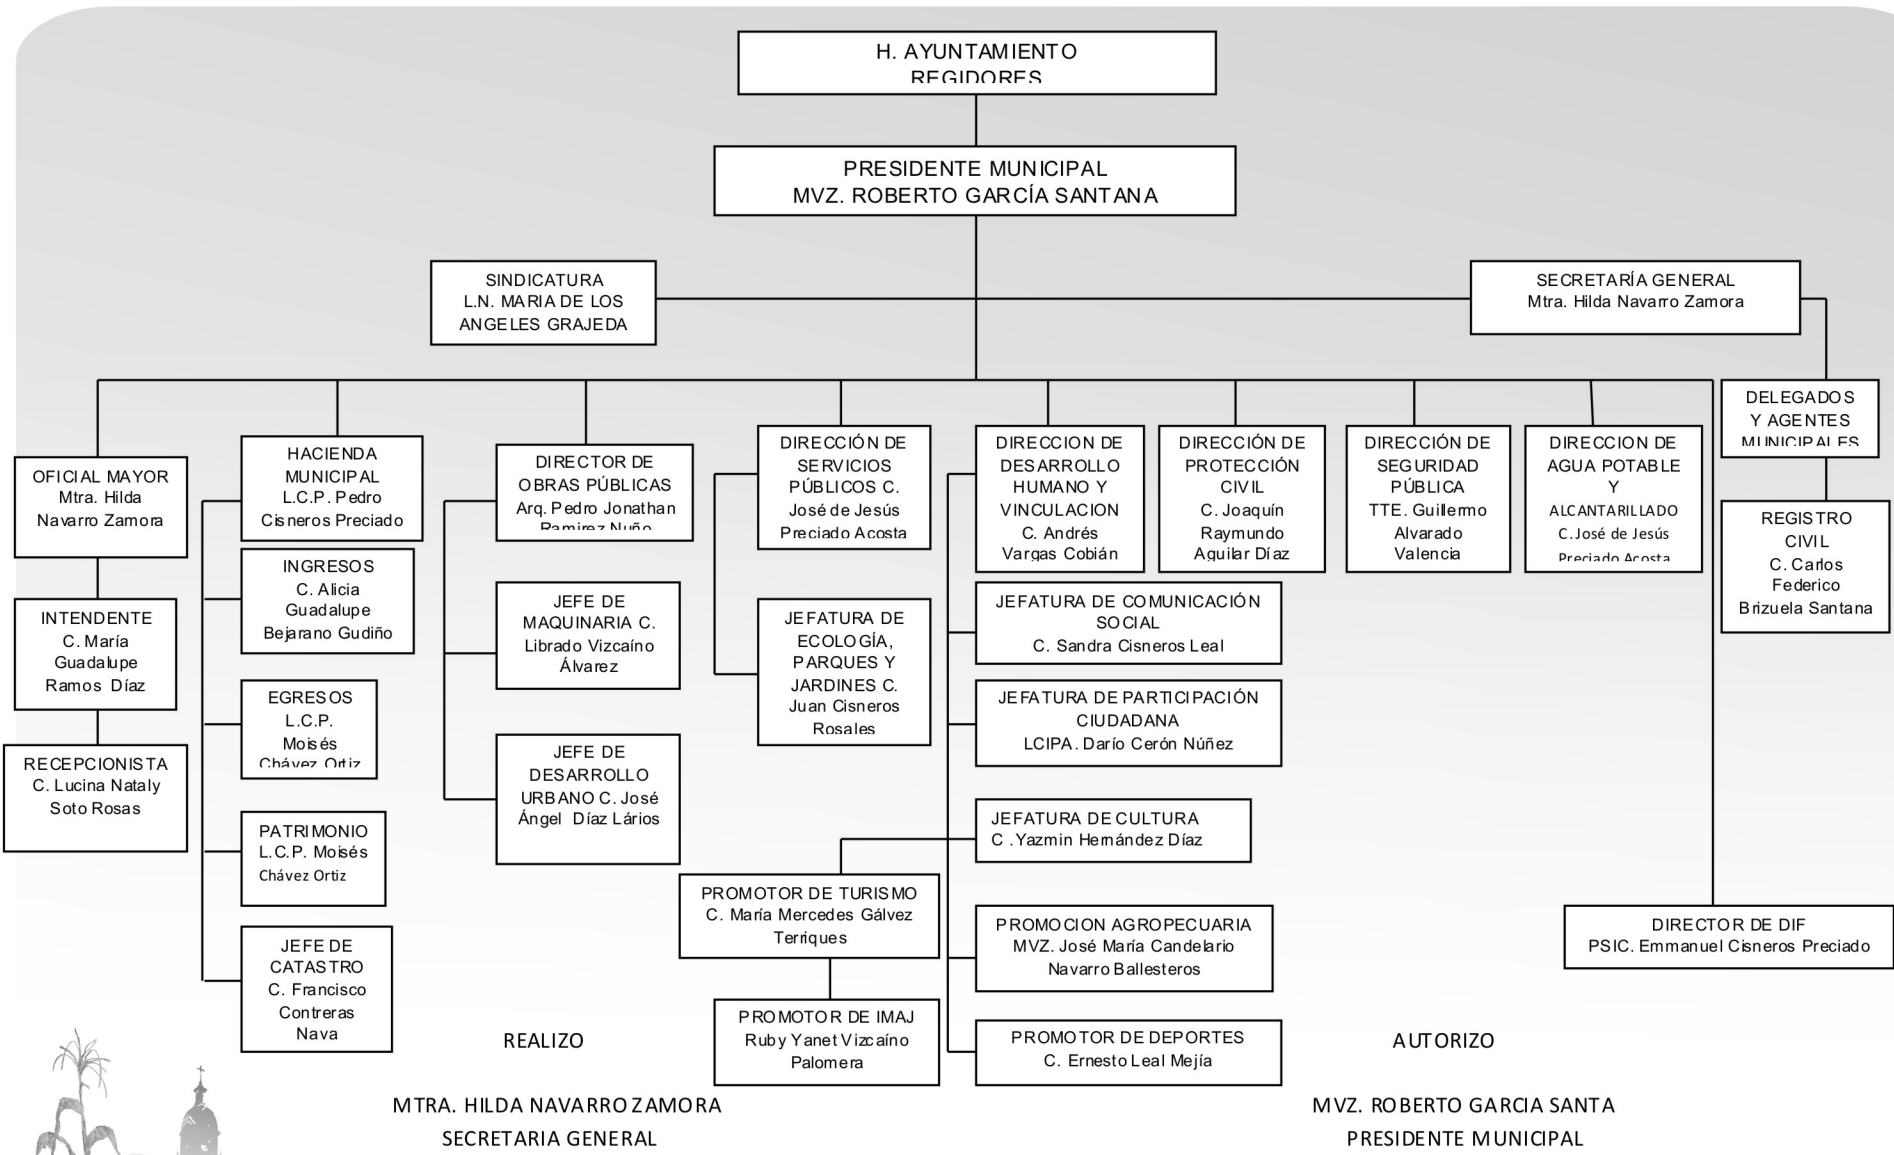 H. AYUNTAMIENTO
REGIDORES
PRESIDENTE MUNICIPAL
MVZ. ROBERTO GARCÍA SANTANA
SINDICATURA
L.N. MARIA DE LOS
ANGELES GRAJEDA
SECRETARÍA GENERAL
Mtra. Hilda Navarro Zamora
DELEGADOS
Y AGENTES
MUNICIPALES
REGISTRO
CIVIL
C. Carlos
Federico
Brizuela Santana
OFICIAL MAYOR
Mtra. Hilda
Navarro Zamora
INTENDENTE
C. María
Guadalupe
Ramos Díaz
RECEPCIONISTA
C. Lucina Nataly
Soto Rosas
HACIENDA
MUNICIPAL
L.C.P. Pedro
Cisneros Preciado
INGRESOS
C. Alicia
Guadalupe
Bejarano Gudiño
EGRESOS
L.C.P.
Moisés
Chávez Ortiz
PATRIMONIO
L.C.P. Moisés
Chávez Ortiz
JEFE DE
CATASTRO
C. Francisco
Contreras
Nava
DIRECTOR DE
OBRAS PÚBLICAS
Arq. Pedro Jonathan
Ramirez Nuño
JEFE DE
MAQUINARIA C.
Librado Vizcaíno
Álvarez
JEFE DE
DESARROLLO
URBANO C. José
Ángel Díaz Lários
DIRECCIÓN DE
SERVICIOS
PÚBLICOS C.
José de Jesús
Preciado Acosta
JEFATURA DE
ECOLOGÍA,
PARQUES Y
JARDINES C.
Juan Cisneros
Rosales
DIRECCION DE
DESARROLLO
HUMANO Y
VINCULACION
C. Andrés
Vargas Cobián
JEFATURA DE COMUNICACIÓN
SOCIAL
C. Sandra Cisneros Leal
JEFATURA DE PARTICIPACIÓN
CIUDADANA
LCIPA. Darío Cerón Núñez
JEFATURA DE CULTURA
C .Yazmin Hernández Díaz
PROMOTOR DE TURISMO
C. María Mercedes Gálvez
Terriques
PROMOTOR DE IMAJ
Ruby Yanet Vizcaíno
Palomera
PROMOCION AGROPECUARIA
MVZ. José María Candelario
Navarro Ballesteros
PROMOTOR DE DEPORTES
C. Ernesto Leal Mejía
DIRECCIÓN DE
PROTECCIÓN
CIVIL
C. Joaquín
Raymundo
Aguilar Díaz
DIRECCIÓN DE
SEGURIDAD
PÚBLICA
TTE. Guillermo
Alvarado
Valencia
DIRECCION DE
AGUA POTABLE
Y
ALCANTARILLADO
C. José de Jesús
Preciado Acosta
DIRECTOR DE DIF
PSIC. Emmanuel Cisneros Preciado
REALIZO
MTRA. HILDA NAVARRO ZAMORA
SECRETARIA GENERAL
AUTORIZO
MVZ. ROBERTO GARCIA SANTA
PRESIDENTE MUNICIPAL